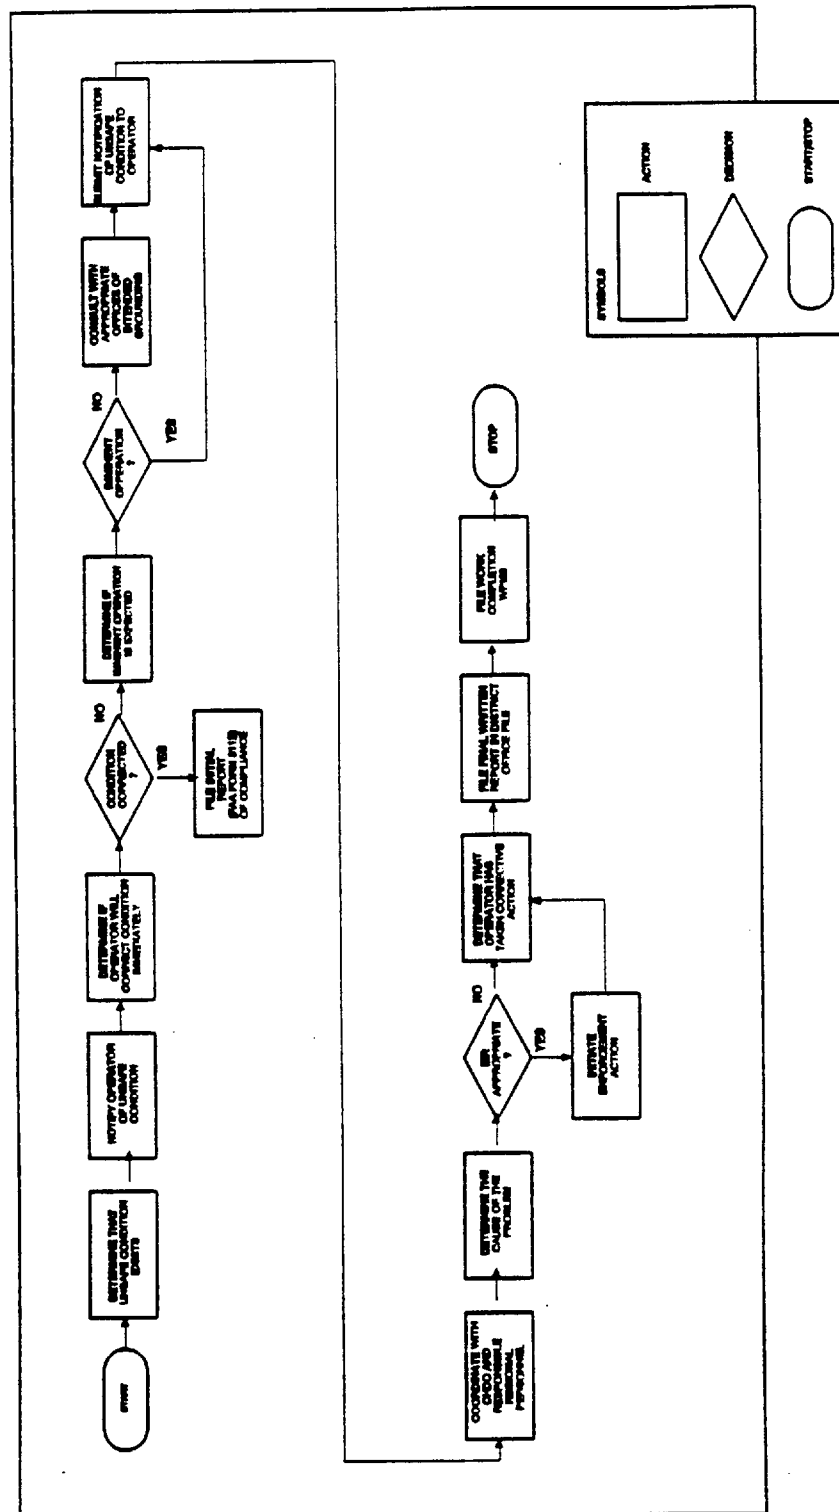 START
DETERMINE THAT
UNSAFE CONDITION
EXISTS
NOTIFY OPERATOR
OF UNSAFE
CONDITION
DETERMINE IF
OPERATOR WILL
CORRECT CONDITION
CONDITION
CORRECTED
?
YES
FILE INITIAL
REPORT
OF COMPLIANCE
NO
DETERMINE IF
IMMINENT OPERATION
IS EXPECTED
IMMINENT
?
YES
NO
CONSULT WITH
APPROPRIATE
OFFICES OF
INTENDED
GROUNDING
SUBMIT NOTIFICATION
OF UNSAFE
CONDITION TO
OPERATOR
COORDINATE WITH
CHDO AND
RESPONSIBLE
REGIONAL
PERSONNEL
DETERMINE THE
CAUSE OF THE
PROBLEM
EIR
APPROPRIATE
?
YES
INITIATE
ENFORCEMENT
ACTION
NO
DETERMINE THAT
OPERATOR HAS
TAKEN CORRECTIVE
ACTION
FILE FINAL WRITTEN
REPORT IN DISTRICT
OFFICE FILE
FILE WORK
COMPLETION
STOP
SYMBOLS
ACTION
DECISION
START/STOP